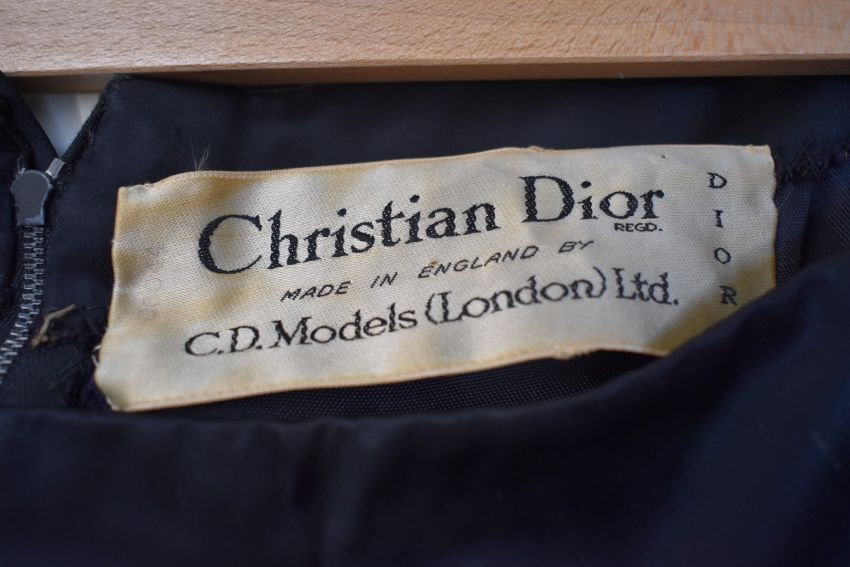 Christian Dior
REGD.
MADE IN ENGLAND BY
C.D. Models (London) Ltd.
DIOR